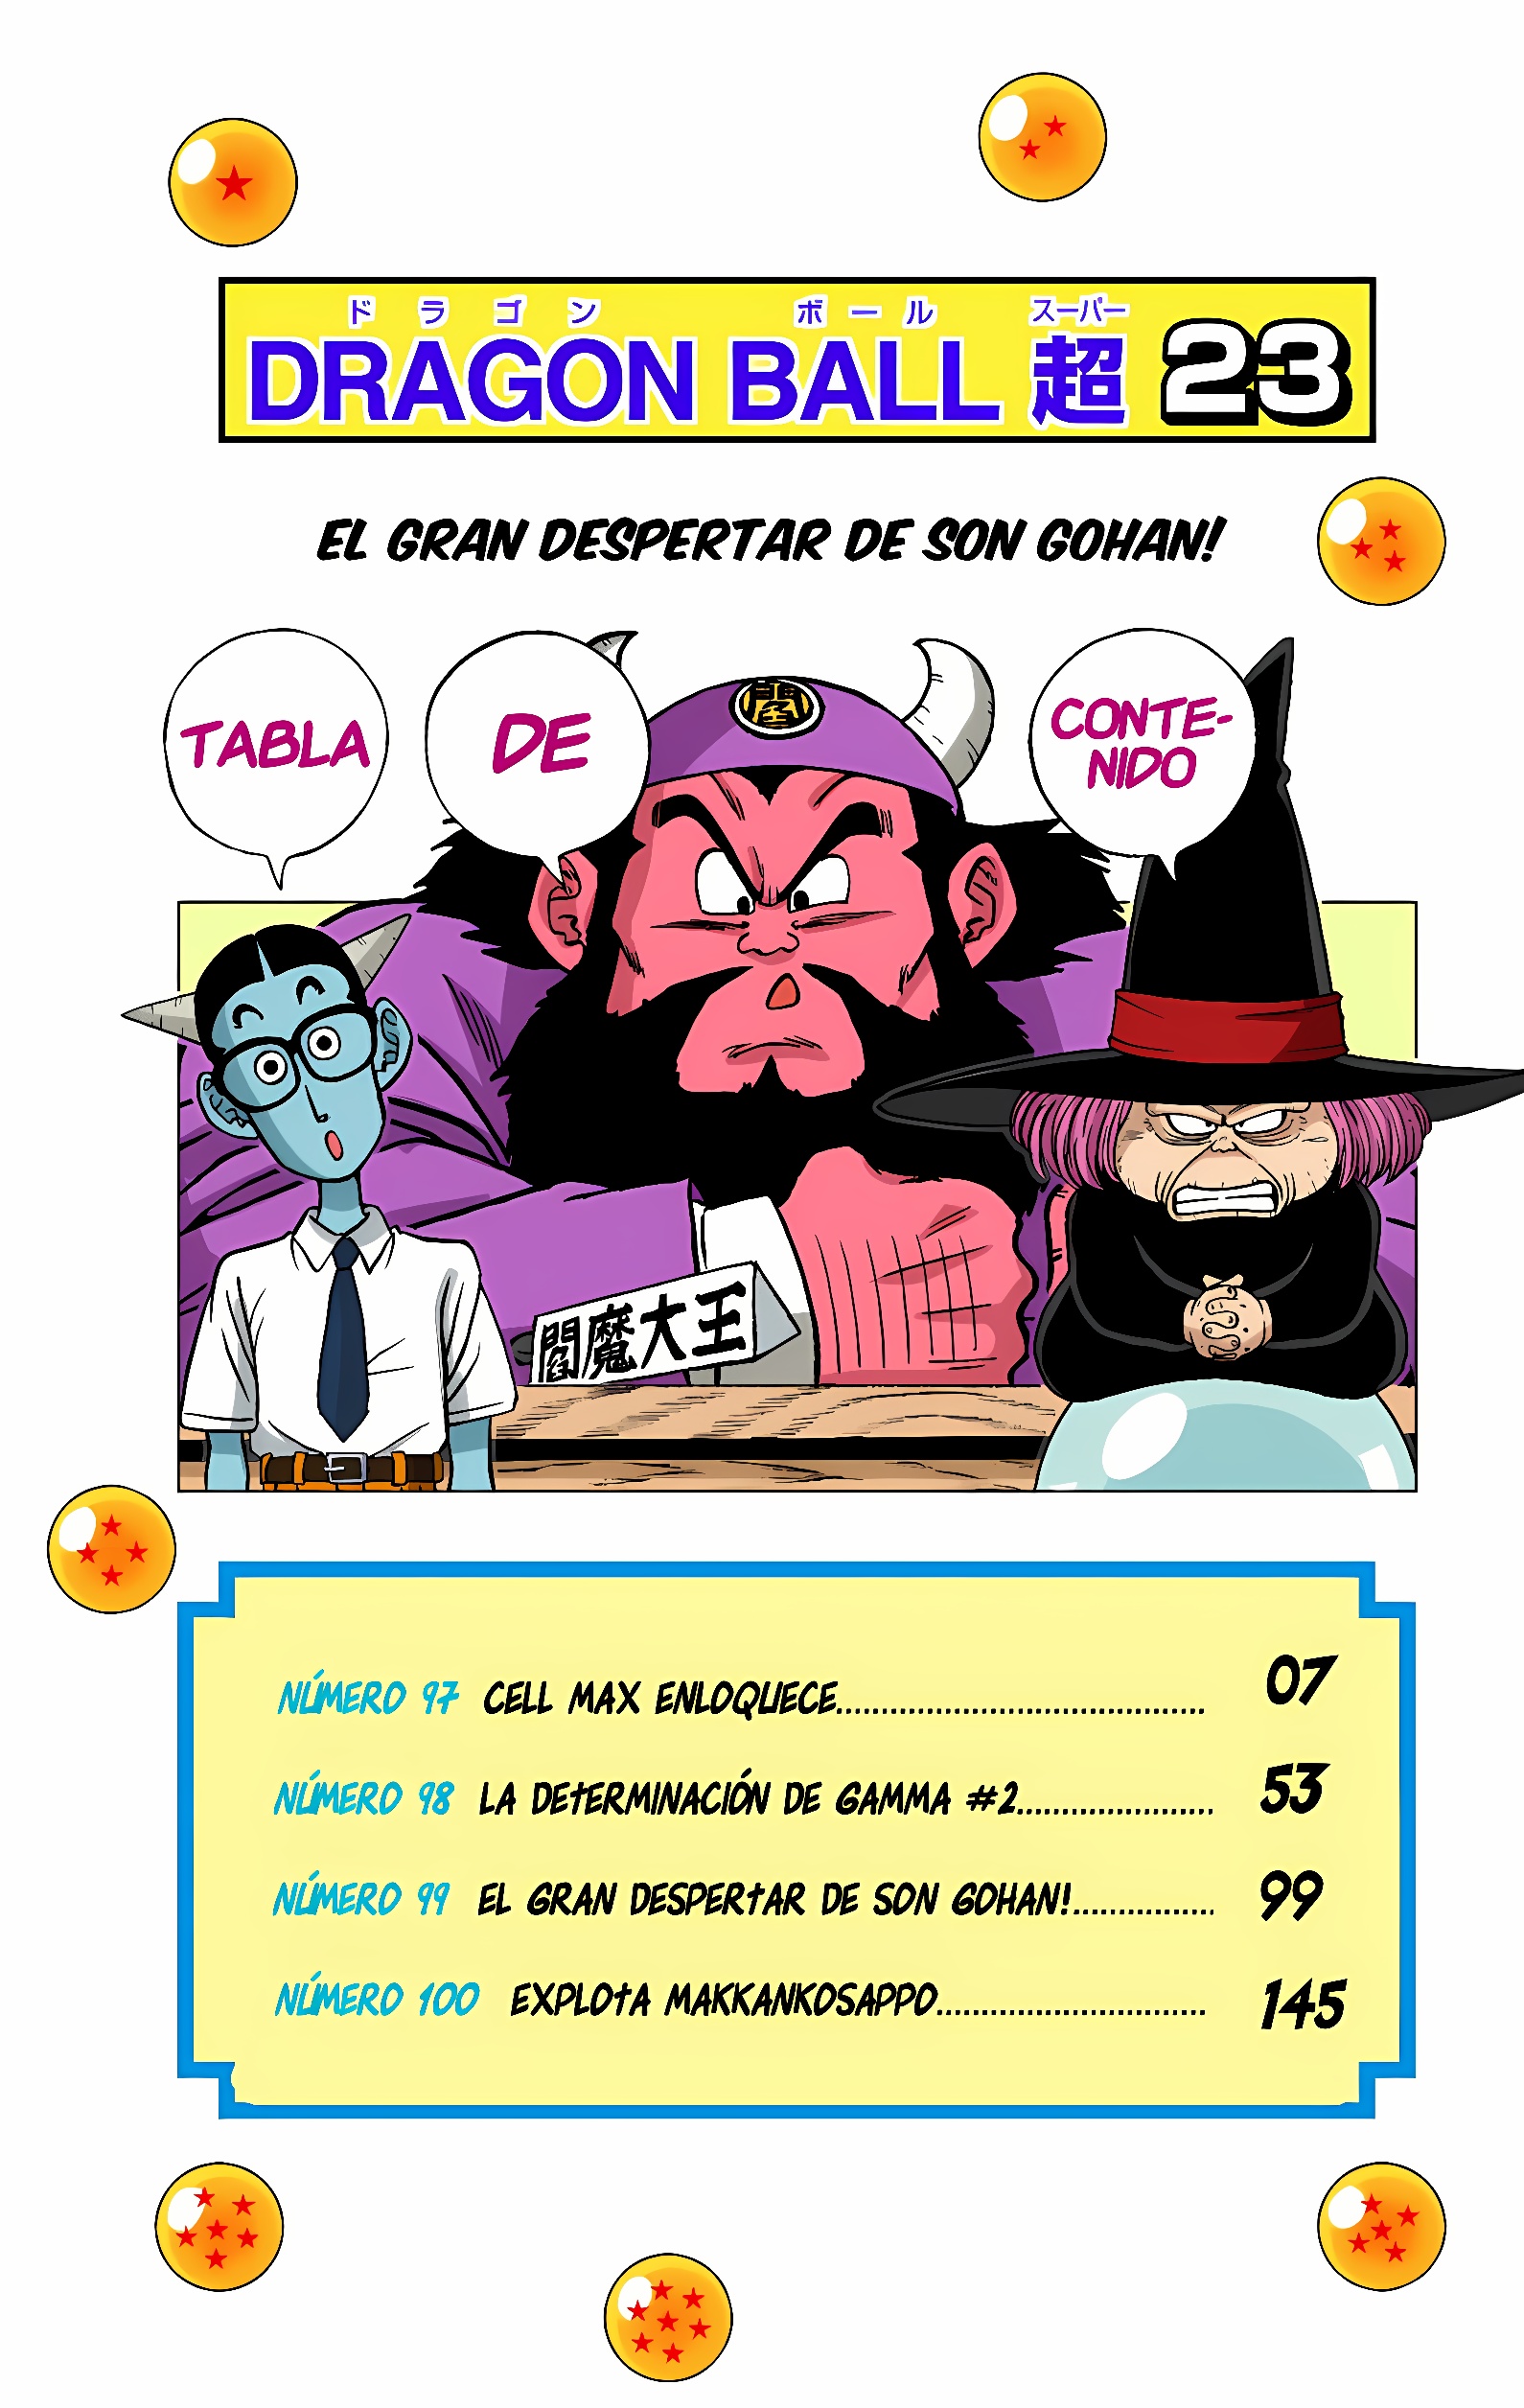 ドラゴン ボール スーパー
DRAGON BALL 超 23
EL GRAN DESPERTAR DE SON GOHAN!
TABLA
DE
CONTE-
NIDO
閻
閻魔大王
NÚMERO 97 CELL MAX ENLOQUECE......................................... 07
NÚMERO 98 LA DETERMINACIÓN DE GAMMA #2...................... 53
NÚMERO 99 EL GRAN DESPERTAR DE SON GOHAN!................ 99
NÚMERO 100 EXPLOTA MAKKANKOSAPPO.............................. 145